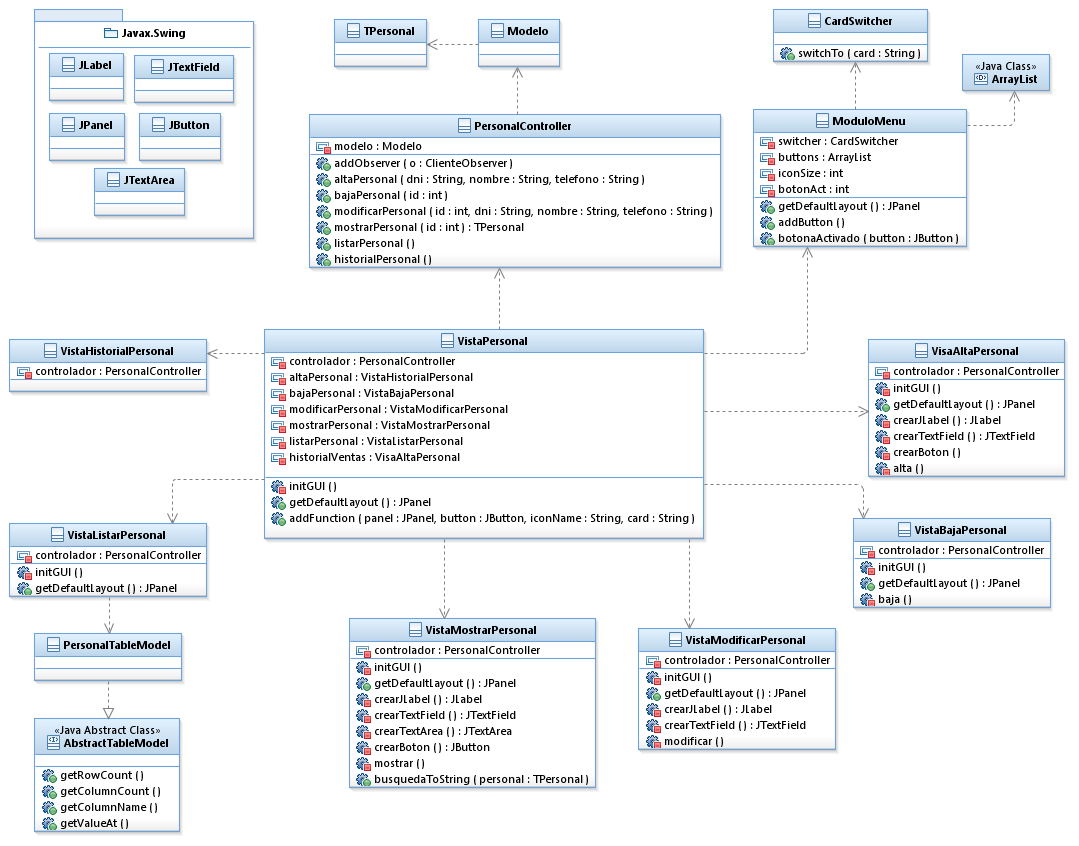 Javax.Swing
JLabel
JTextField
JPanel
JButton
JTextArea
TPersonal
Modelo
CardSwitcher
switchTo ( card : String )
«Java Class»
ArrayList
PersonalController
modelo : Modelo
addObserver ( o : ClienteObserver )
altaPersonal ( dni : String, nombre : String, telefono : String )
bajaPersonal ( id : int )
modificarPersonal ( id : int, dni : String, nombre : String, telefono : String )
mostrarPersonal ( id : int ) : TPersonal
listarPersonal ( )
historialPersonal ( )
ModuloMenu
switcher : CardSwitcher
buttons : ArrayList
iconSize : int
botonAct : int
getDefaultLayout ( ) : JPanel
addButton ( )
botonaActivado ( button : JButton )
VistaHistorialPersonal
controlador : PersonalController
VistaPersonal
controlador : PersonalController
altaPersonal : VistaHistorialPersonal
bajaPersonal : VistaBajaPersonal
modificarPersonal : VistaModificarPersonal
mostrarPersonal : VistaMostrarPersonal
listarPersonal : VistaListarPersonal
historialVentas : VisaAltaPersonal
initGUI ( )
getDefaultLayout ( ) : JPanel
addFunction ( panel : JPanel, button : JButton, iconName : String, card : String )
VisaAltaPersonal
controlador : PersonalController
initGUI ( )
getDefaultLayout ( ) : JPanel
crearJLabel ( ) : JLabel
crearTextField ( ) : JTextField
crearBoton ( )
alta ( )
VistaListarPersonal
controlador : PersonalController
initGUI ( )
getDefaultLayout ( ) : JPanel
VistaBajaPersonal
controlador : PersonalController
initGUI ( )
getDefaultLayout ( ) : JPanel
baja ( )
PersonalTableModel
«Java Abstract Class»
AbstractTableModel
getRowCount ( )
getColumnCount ( )
getColumnName ( )
getValueAt ( )
VistaMostrarPersonal
controlador : PersonalController
initGUI ( )
getDefaultLayout ( ) : JPanel
crearJLabel ( ) : JLabel
crearTextField ( ) : JTextField
crearTextArea ( ) : JTextArea
crearBoton ( ) : JButton
mostrar ( )
busquedaToString ( personal : TPersonal )
VistaModificarPersonal
controlador : PersonalController
initGUI ( )
getDefaultLayout ( ) : JPanel
crearJLabel ( ) : JLabel
crearTextField ( ) : JTextField
modificar ( )